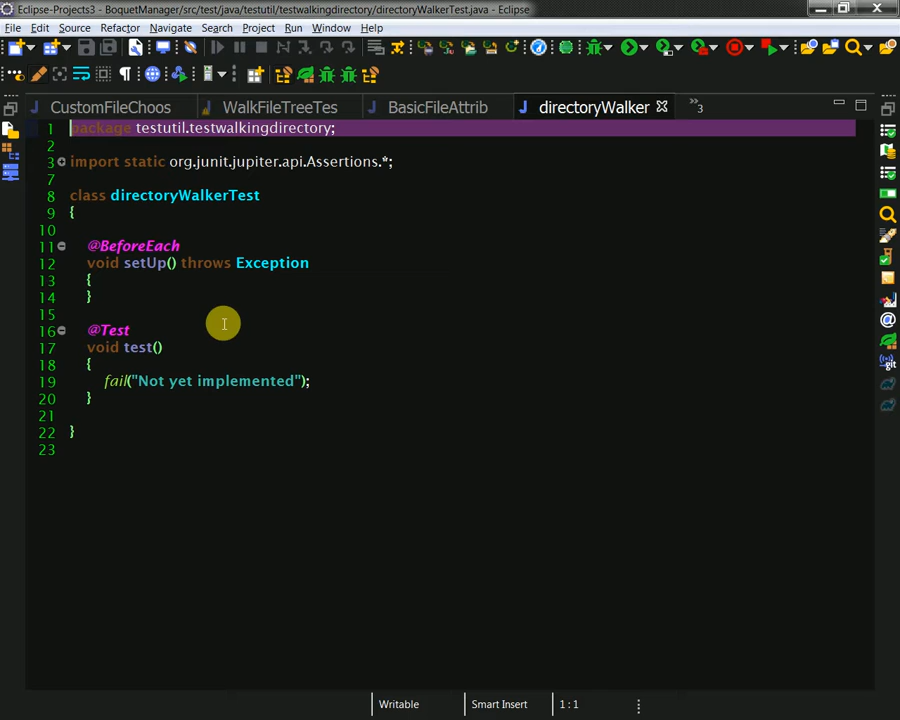 Eclipse-Projects3 - BoquetManager/src/test/java/testutil/testwalkingdirectory/directoryWalkerTest.java - Eclipse
File Edit Source Refactor Navigate Search Project Run Window Help
CustomFileChoos WalkFileTreeTes BasicFileAttrib directoryWalker »3
1 package testutil.testwalkingdirectory;
2
3 import static org.junit.jupiter.api.Assertions.*;
7
8 class directoryWalkerTest
9 {
10
11 @BeforeEach
12 void setUp() throws Exception
13 {
14 }
15
16 @Test
17 void test()
18 {
19 fail("Not yet implemented");
20 }
21
22 }
23
Writable Smart Insert 1 : 1